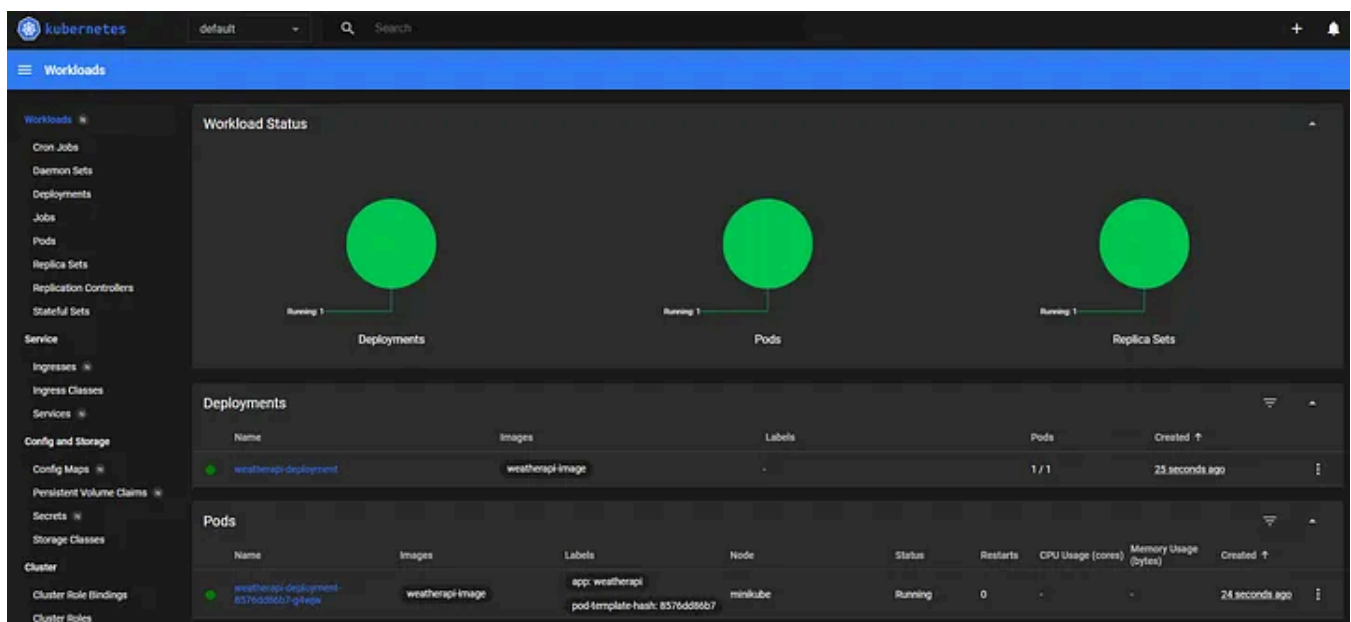 kubernetes
default
Search
Workloads
Workloads N
Cron Jobs
Daemon Sets
Deployments
Jobs
Pods
Replica Sets
Replication Controllers
Stateful Sets
Service
Ingresses N
Ingress Classes
Services N
Config and Storage
Config Maps N
Persistent Volume Claims N
Secrets N
Storage Classes
Cluster
Cluster Role Bindings
Cluster Roles
Workload Status
Running: 1
Deployments
Running: 1
Pods
Running: 1
Replica Sets
Deployments
Name Images Labels Pods Created ↑
weatherapi-deployment weatherapi-image - 1 / 1 25 seconds ago
Pods
Name Images Labels Node Status Restarts CPU Usage (cores) Memory Usage (bytes) Created ↑
weatherapi-deployment-
weatherapi-image app: weatherapi minikube Running 0 - - 24 seconds ago
pod-template-hash: 8576dd86b7